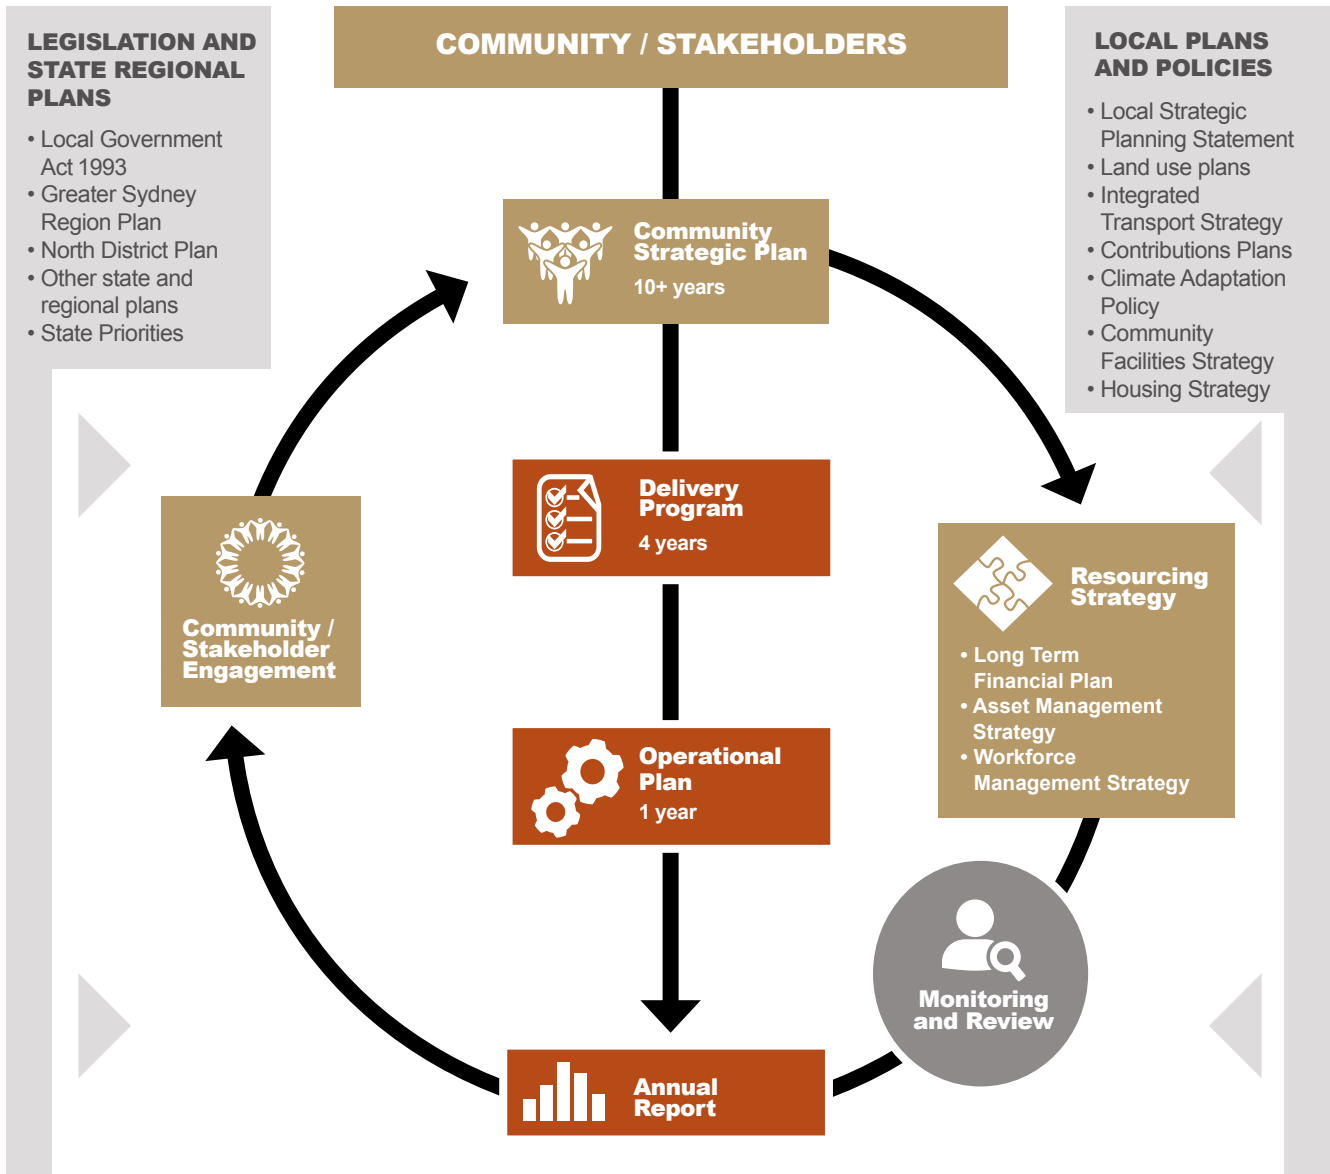 LEGISLATION AND
STATE REGIONAL
PLANS
• Local Government
Act 1993
• Greater Sydney
Region Plan
• North District Plan
• Other state and
regional plans
• State Priorities
COMMUNITY / STAKEHOLDERS
LOCAL PLANS
AND POLICIES
• Local Strategic
Planning Statement
• Land use plans
• Integrated
Transport Strategy
• Contributions Plans
• Climate Adaptation
Policy
• Community
Facilities Strategy
• Housing Strategy
Community
Strategic Plan
10+ years
Delivery
Program
4 years
Community /
Stakeholder
Engagement
Resourcing
Strategy
• Long Term
Financial Plan
• Asset Management
Strategy
• Workforce
Management Strategy
Operational
Plan
1 year
Monitoring
and Review
Annual
Report